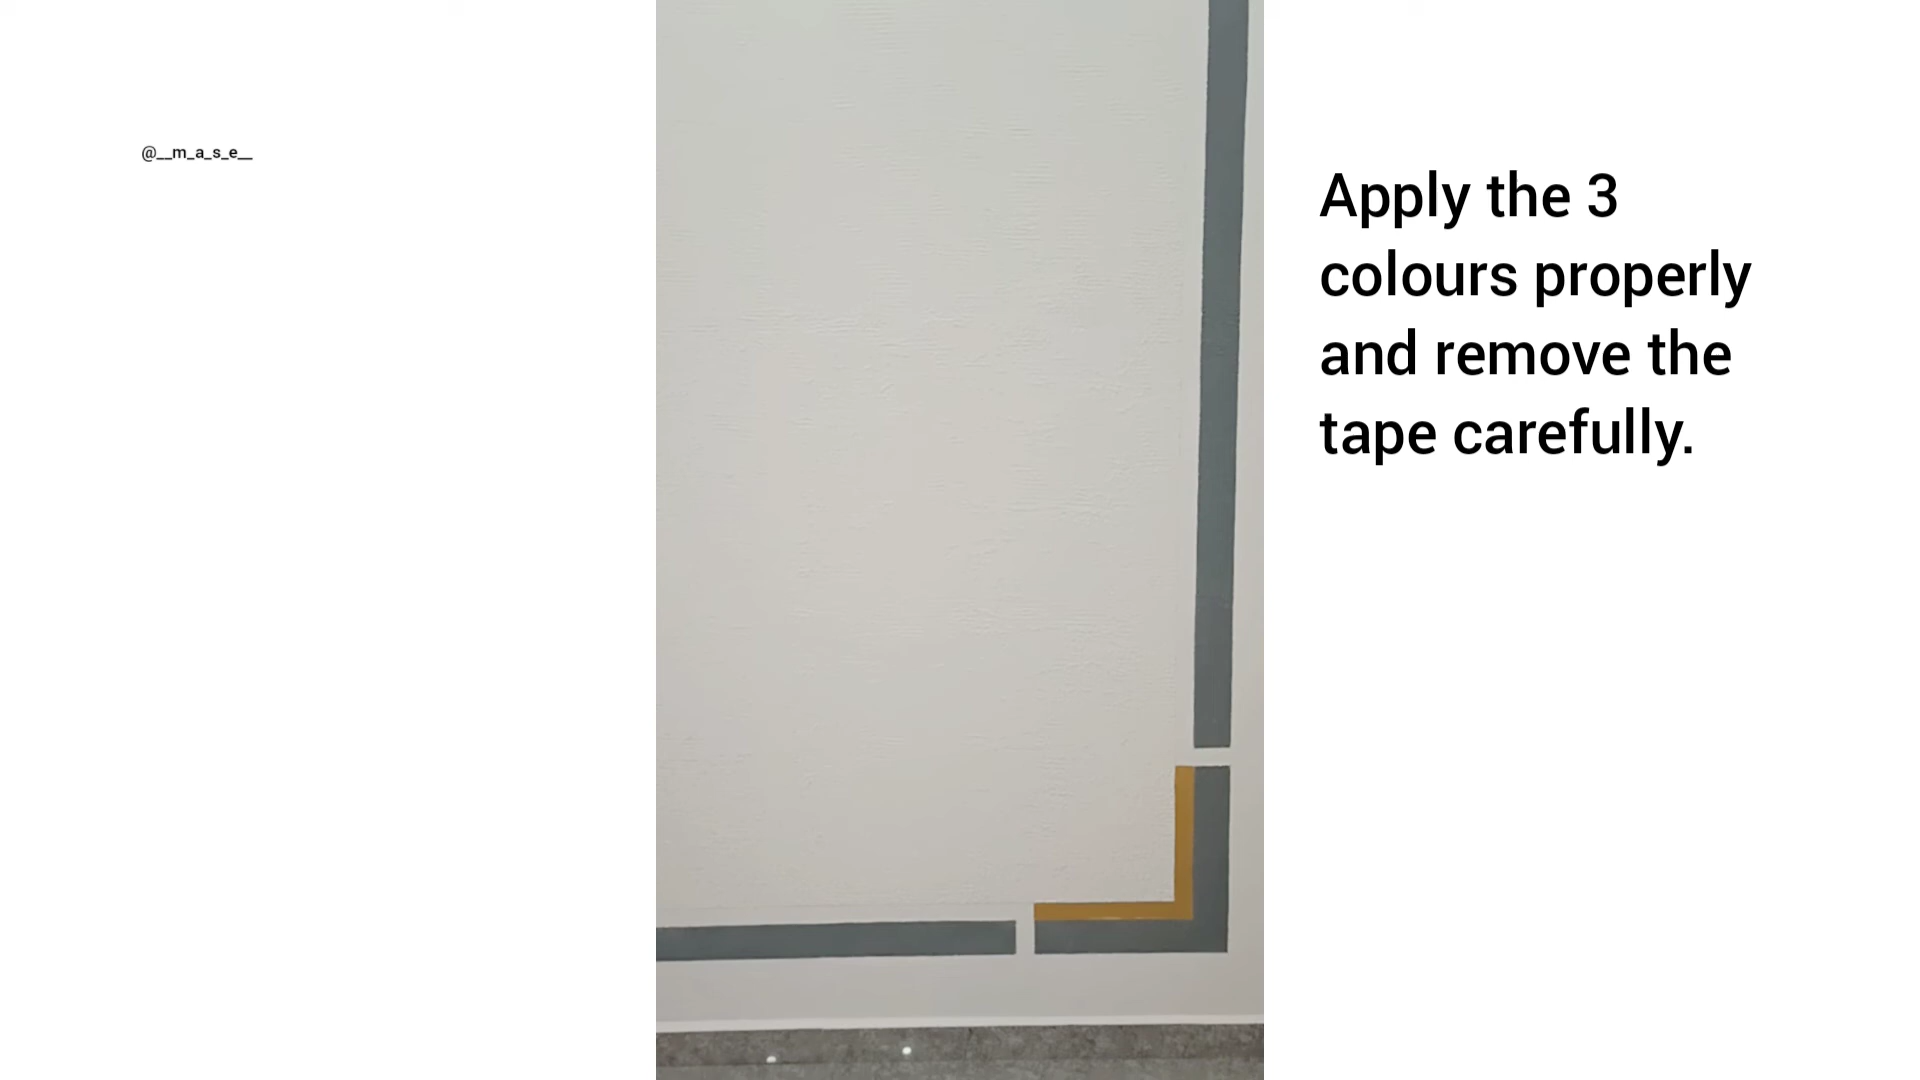 @__m_a_s_e__
Apply the 3
colours properly
and remove the
tape carefully.